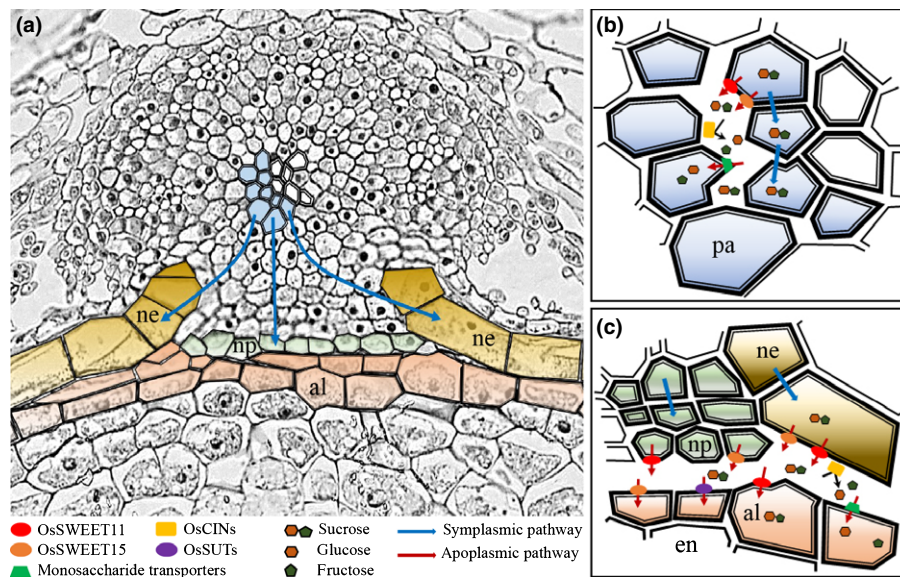 (a)
ne
np
ne
al
(b)
pa
(c)
ne
np
al
en
OsSWEET11
OsCINs
Sucrose
Symplasmic pathway
OsSWEET15
OsSUTs
Glucose
Apoplasmic pathway
Monosaccharide transporters
Fructose